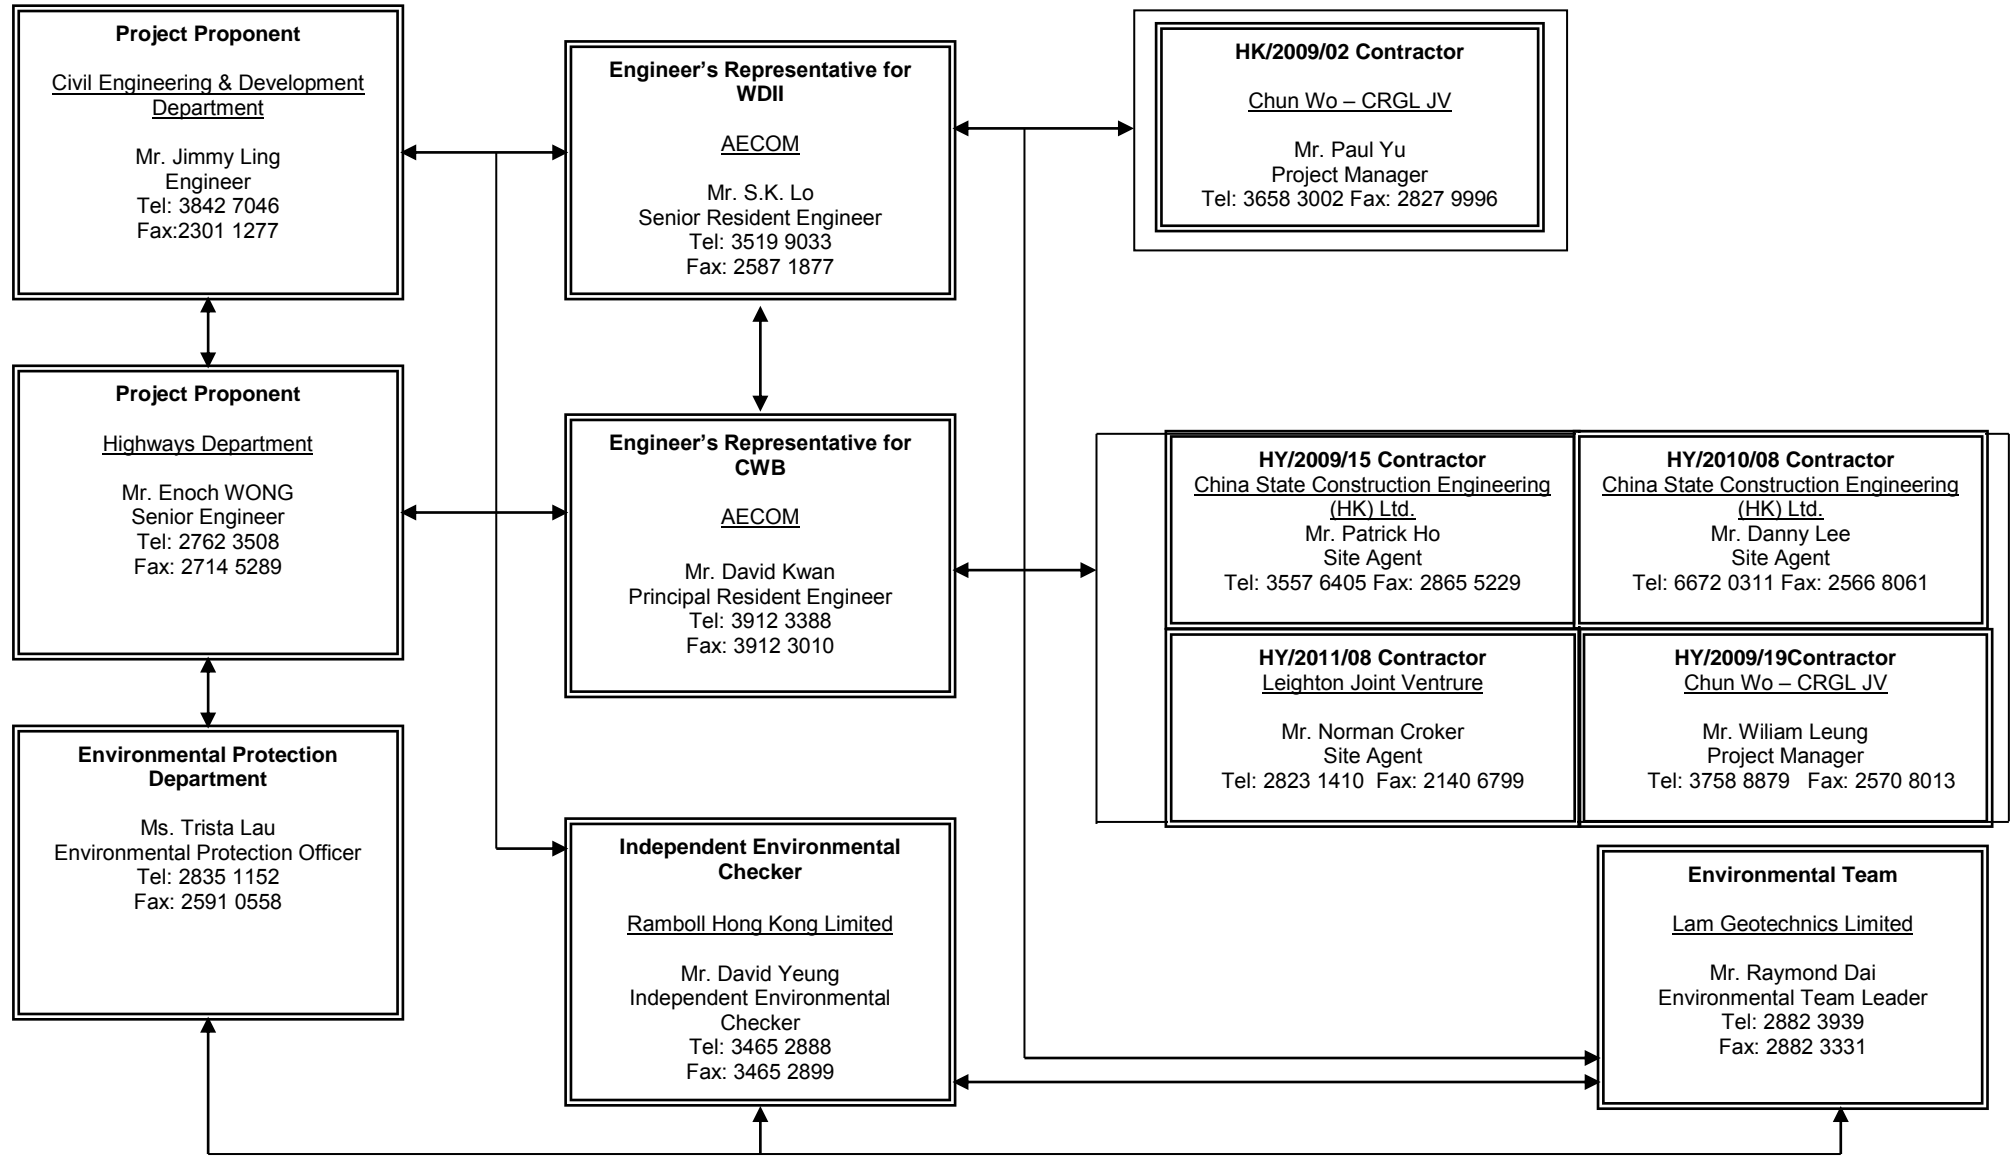 Project Proponent
Civil Engineering & Development
Department
Mr. Jimmy Ling
Engineer
Tel: 3842 7046
Fax:2301 1277
Engineer's Representative for
WDII
AECOM
Mr. S.K. Lo
Senior Resident Engineer
Tel: 3519 9033
Fax: 2587 1877
HK/2009/02 Contractor
Chun Wo – CRGL JV
Mr. Paul Yu
Project Manager
Tel: 3658 3002 Fax: 2827 9996
Project Proponent
Highways Department
Mr. Enoch WONG
Senior Engineer
Tel: 2762 3508
Fax: 2714 5289
Engineer's Representative for
CWB
AECOM
Mr. David Kwan
Principal Resident Engineer
Tel: 3912 3388
Fax: 3912 3010
HY/2009/15 Contractor
China State Construction Engineering
(HK) Ltd.
Mr. Patrick Ho
Site Agent
Tel: 3557 6405 Fax: 2865 5229
HY/2010/08 Contractor
China State Construction Engineering
(HK) Ltd.
Mr. Danny Lee
Site Agent
Tel: 6672 0311 Fax: 2566 8061
HY/2011/08 Contractor
Leighton Joint Ventrure
Mr. Norman Croker
Site Agent
Tel: 2823 1410  Fax: 2140 6799
HY/2009/19Contractor
Chun Wo – CRGL JV
Mr. Wiliam Leung
Project Manager
Tel: 3758 8879   Fax: 2570 8013
Environmental Protection
Department
Ms. Trista Lau
Environmental Protection Officer
Tel: 2835 1152
Fax: 2591 0558
Independent Environmental
Checker
Ramboll Hong Kong Limited
Mr. David Yeung
Independent Environmental
Checker
Tel: 3465 2888
Fax: 3465 2899
Environmental Team
Lam Geotechnics Limited
Mr. Raymond Dai
Environmental Team Leader
Tel: 2882 3939
Fax: 2882 3331